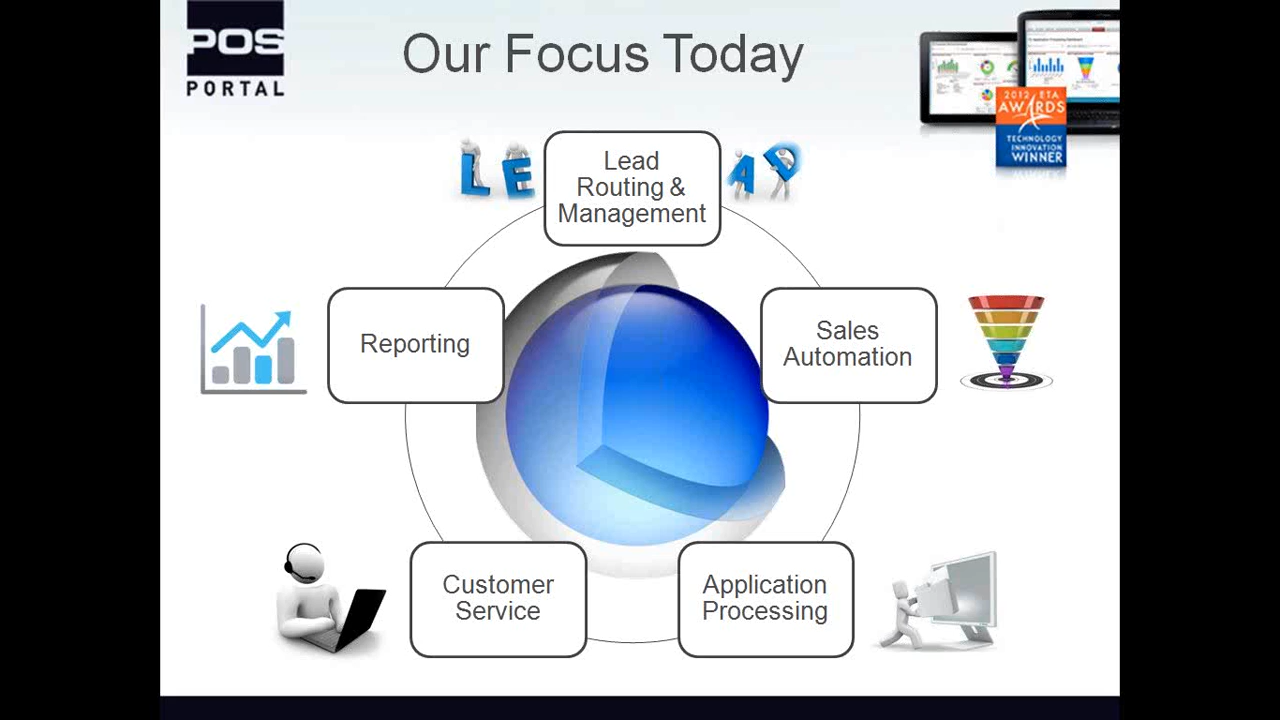 POS
PORTAL
Our Focus Today
2012 ETA
AWARDS
TECHNOLOGY
INNOVATION
WINNER
L E A D
Lead
Routing &
Management
Reporting
Sales
Automation
Customer
Service
Application
Processing